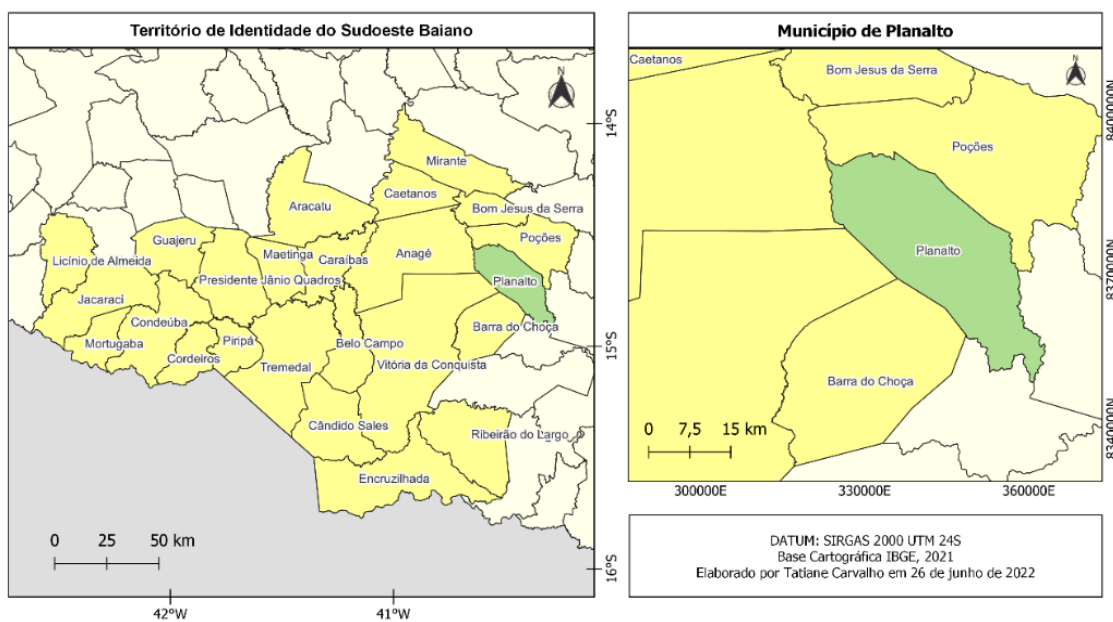 Território de Identidade do Sudoeste Baiano
N
Mirante
Caetanos
Aracatu
Bom Jesus da Serra
Guajeru
Poções
Maetinga
Anagé
Licínio de Almeida
Caraíbas
Presidente Jânio Quadros
Planalto
Jacaraci
Condeúba
Barra do Choça
Mortugaba
Piripá
Belo Campo
Cordeiros
Tremedal
Vitória da Conquista
Cândido Sales
Ribeirão do Largo
Encruzilhada
0 25 50 km
14°S
15°S
16°S
42°W
41°W
Município de Planalto
Caetanos
N
Bom Jesus da Serra
Poções
Planalto
Barra do Choça
0 7,5 15 km
8400000N
8370000N
8340000N
300000E
330000E
360000E
DATUM: SIRGAS 2000 UTM 24S
Base Cartográfica IBGE, 2021
Elaborado por Tatiane Carvalho em 26 de junho de 2022